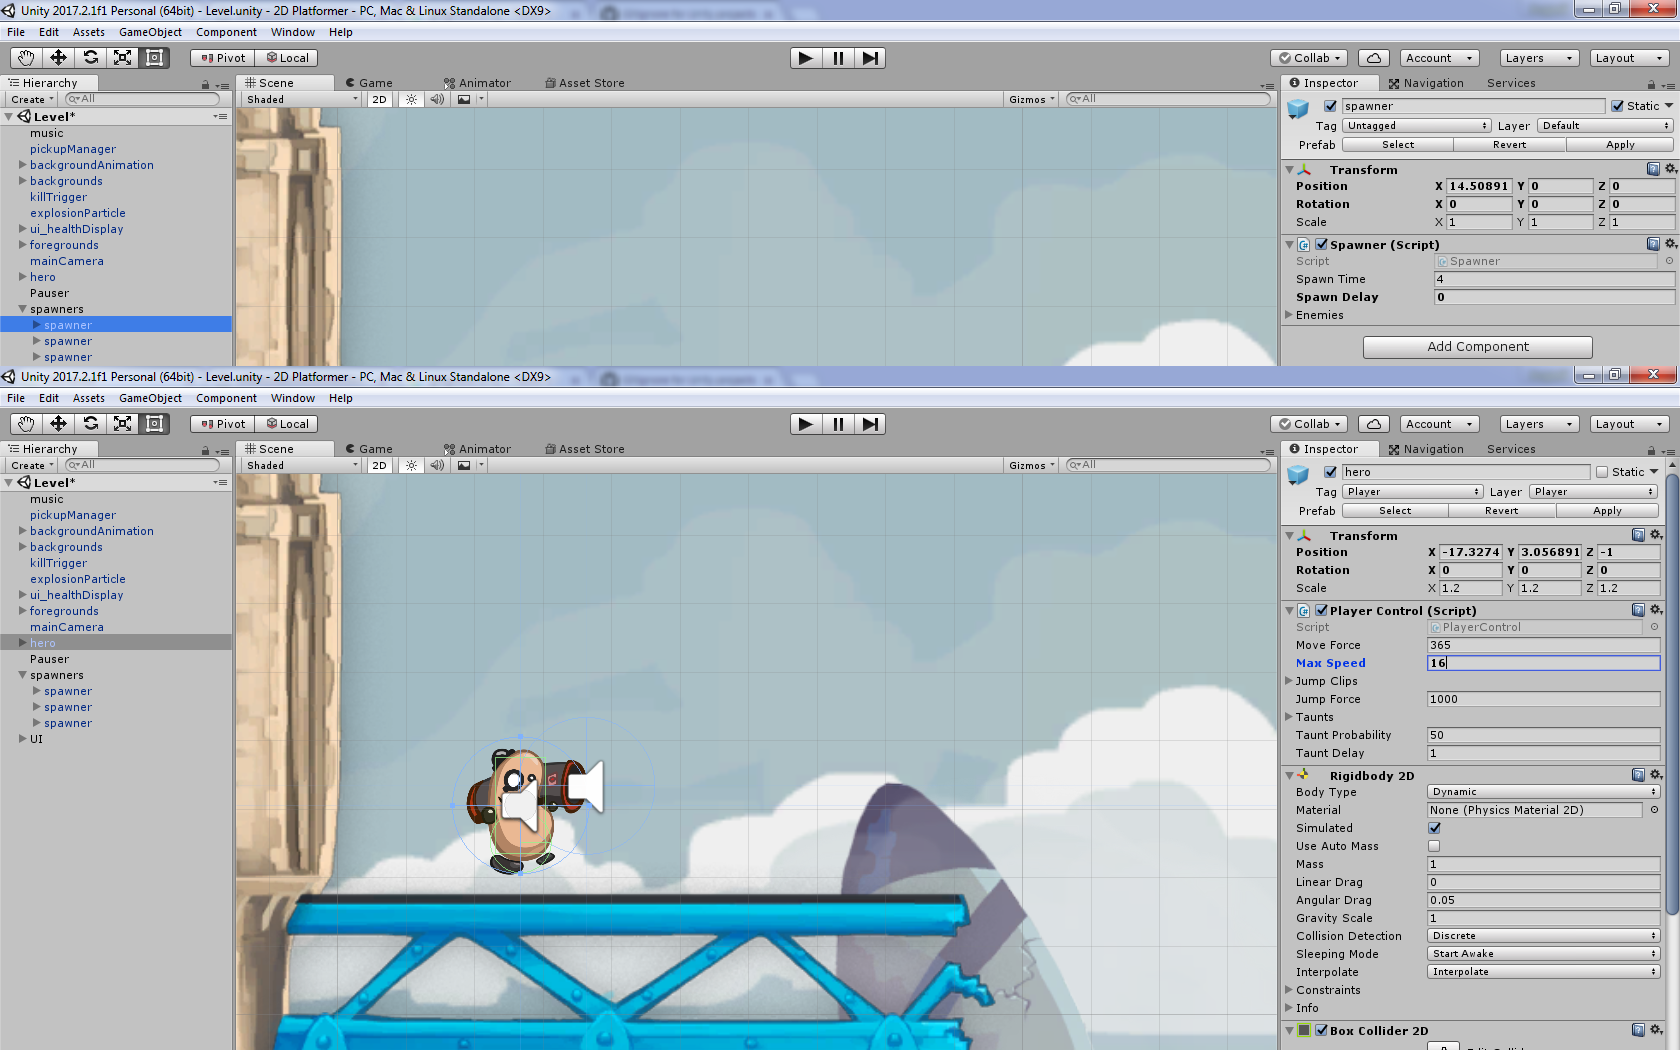 Unity 2017.2.1f1 Personal (64bit) - Level.unity - 2D Platformer - PC, Mac & Linux Standalone <DX9>
File Edit Assets GameObject Component Window Help
Pivot Local Collab Account Layers Layout
Hierarchy Scene Game Animator Asset Store Inspector Navigation Services
Create All Shaded 2D Gizmos All
spawner Static
Level*
Tag Untagged Layer Default
music
Prefab Select Revert Apply
pickupManager
backgroundAnimation
Transform
backgrounds
Position X 14.50891 Y 0 Z 0
killTrigger
Rotation X 0 Y 0 Z 0
explosionParticle
Scale X 1 Y 1 Z 1
ui_healthDisplay
foregrounds
Spawner (Script)
mainCamera
Script Spawner
hero
Spawn Time 4
Pauser
Spawn Delay 0
spawners
Enemies
spawner
spawner
Add Component
spawner
Unity 2017.2.1f1 Personal (64bit) - Level.unity - 2D Platformer - PC, Mac & Linux Standalone <DX9>
File Edit Assets GameObject Component Window Help
Pivot Local Collab Account Layers Layout
Hierarchy Scene Game Animator Asset Store Inspector Navigation Services
Create All Shaded 2D Gizmos All
hero Static
Level*
Tag Player Layer Player
music
Prefab Select Revert Apply
pickupManager
backgroundAnimation
Transform
backgrounds
Position X -17.3274 Y 3.056891 Z -1
killTrigger
Rotation X 0 Y 0 Z 0
explosionParticle
Scale X 1.2 Y 1.2 Z 1.2
ui_healthDisplay
foregrounds
Player Control (Script)
mainCamera
Script PlayerControl
hero
Move Force 365
Pauser
Max Speed 16
spawners
Jump Clips
spawner
Jump Force 1000
spawner
Taunts
spawner
Taunt Probability 50
UI
Taunt Delay 1
Rigidbody 2D
Body Type Dynamic
Material None (Physics Material 2D)
Simulated
Use Auto Mass
Mass 1
Linear Drag 0
Angular Drag 0.05
Gravity Scale 1
Collision Detection Discrete
Sleeping Mode Start Awake
Interpolate Interpolate
Constraints
Info
Box Collider 2D